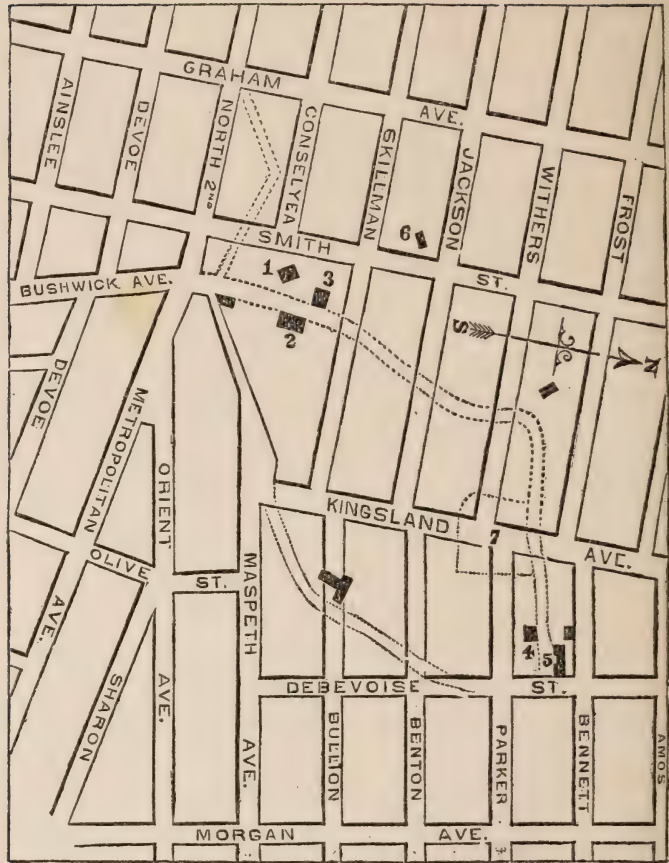 GRAHAM AVE.
AINSLEE
DEVOE
NORTH 2ND
CONSELYEA
SKILLMAN
JACKSON
WITHERS
FROST
SMITH ST.
BUSHWICK AVE.
1
2
3
6
S
N
DEVOE
METROPOLITAN AVE.
ORIENT AVE.
OLIVE ST.
MASPETH AVE.
KINGSLAND AVE.
7
4
5
SHARON
DEBEVOISE ST.
BULLION
BENTON
PARKER
BENNETT
AMOS
MORGAN AVE.